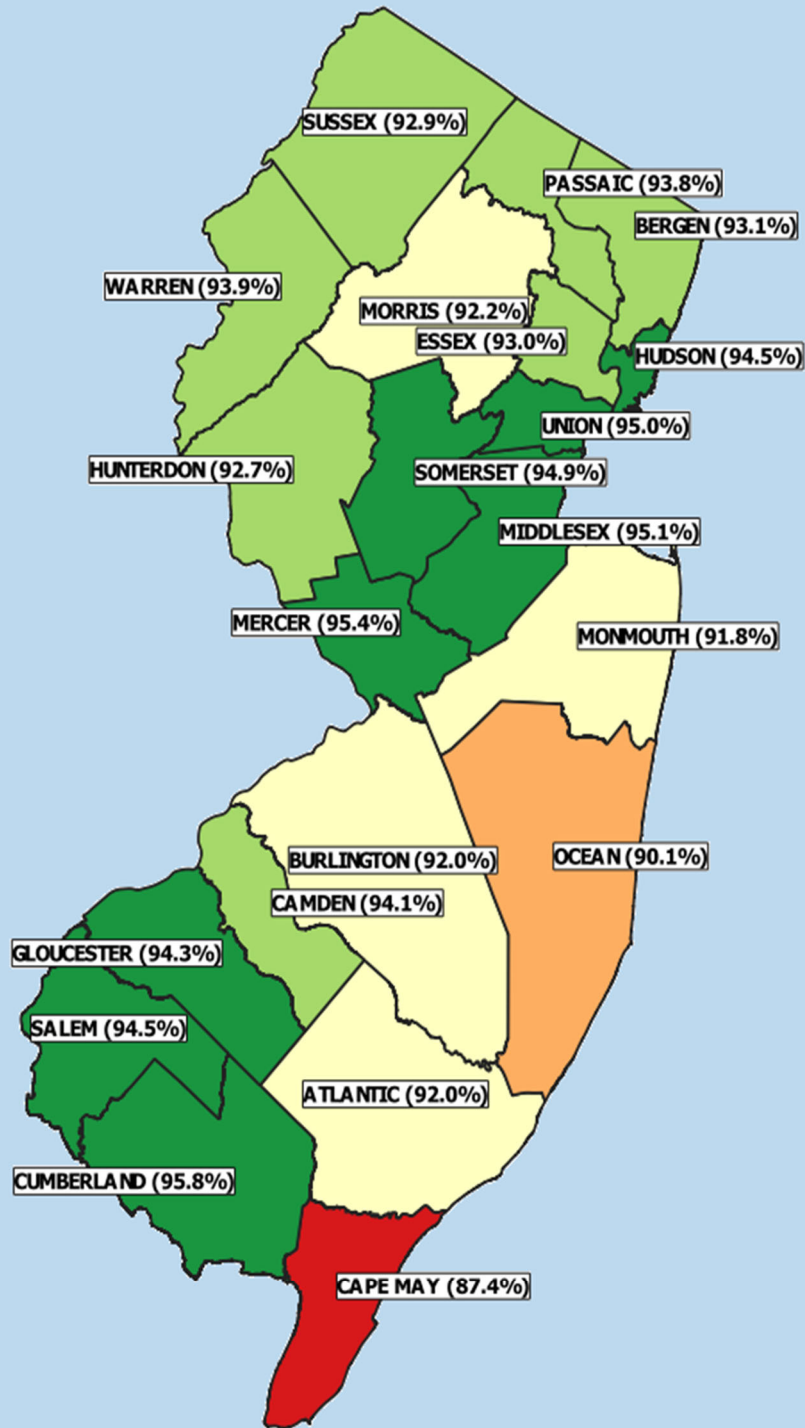 SUSSEX (92.9%)
PASSAIC (93.8%)
BERGEN (93.1%)
WARREN (93.9%)
MORRIS (92.2%)
ESSEX (93.0%)
HUDSON (94.5%)
UNION (95.0%)
HUNTERDON (92.7%)
SOMERSET (94.9%)
MIDDLESEX (95.1%)
MERCER (95.4%)
MONMOUTH (91.8%)
BURLINGTON (92.0%)
OCEAN (90.1%)
CAMDEN (94.1%)
GLOUCESTER (94.3%)
SALEM (94.5%)
ATLANTIC (92.0%)
CUMBERLAND (95.8%)
CAPE MAY (87.4%)